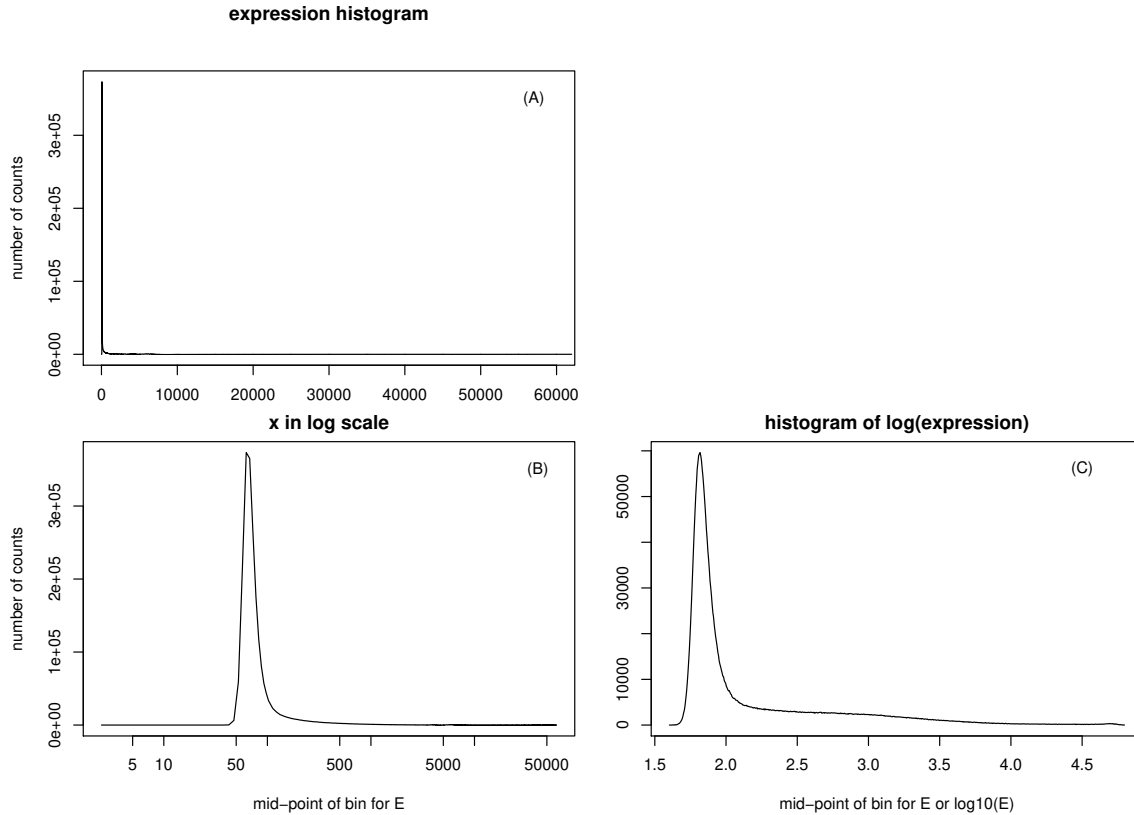 expression histogram
(A)
number of counts
0e+00 1e+05 2e+05 3e+05
0 10000 20000 30000 40000 50000 60000
x in log scale
(B)
number of counts
0e+00 1e+05 2e+05 3e+05
5 10 50 500 5000 50000
mid−point of bin for E
histogram of log(expression)
(C)
0 10000 30000 50000
1.5 2.0 2.5 3.0 3.5 4.0 4.5
mid−point of bin for E or log10(E)